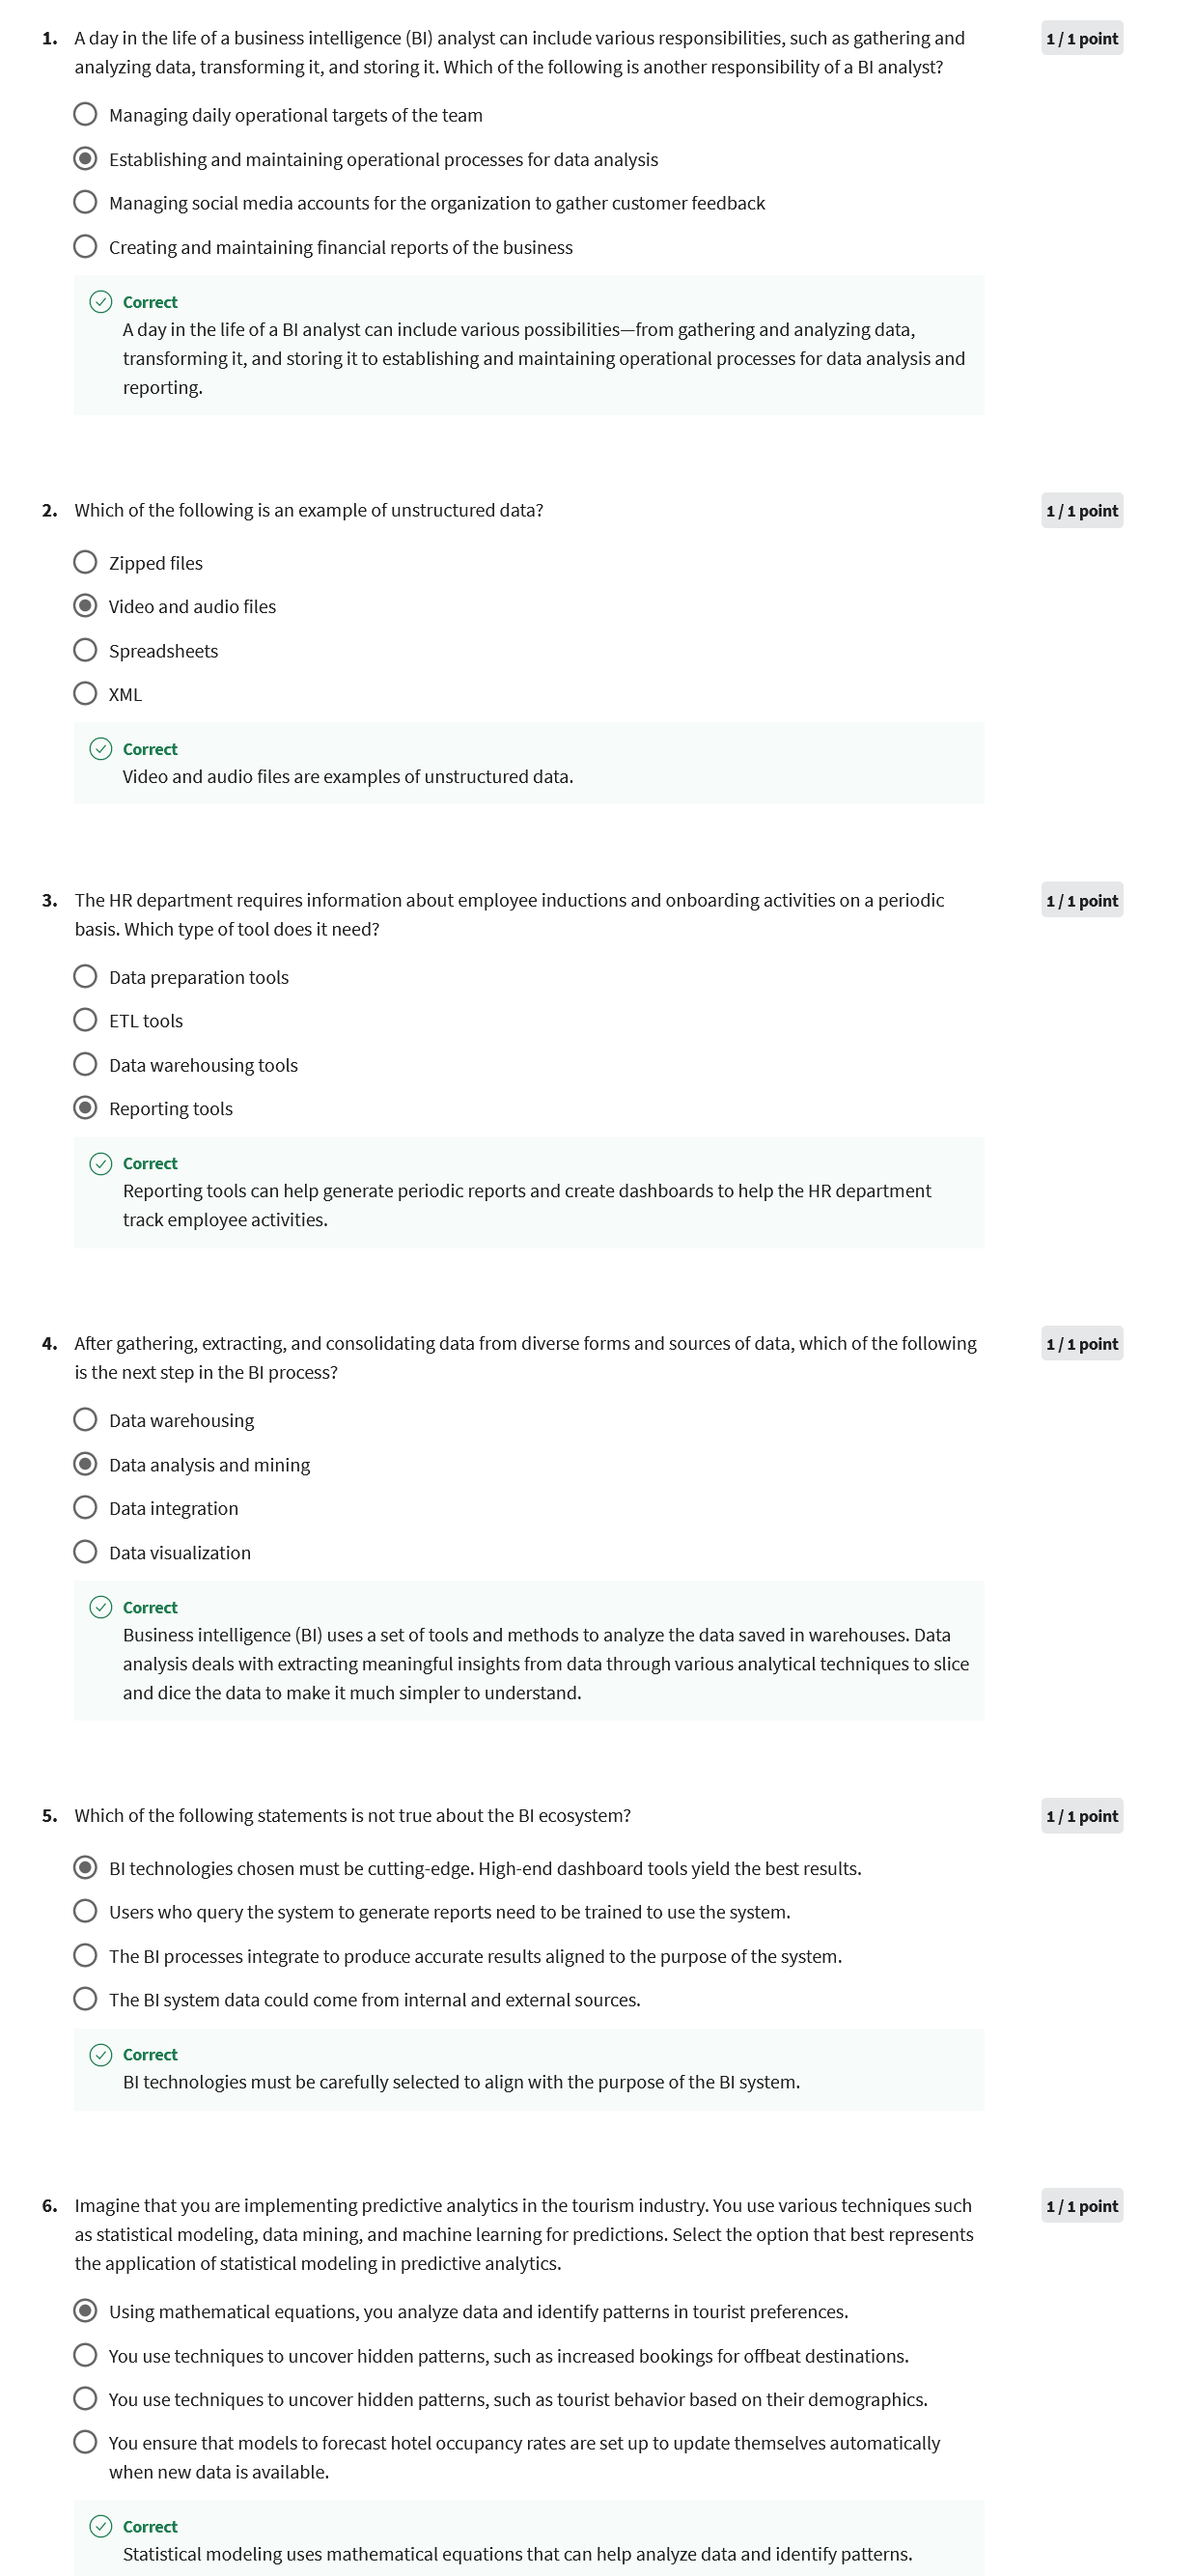 1. A day in the life of a business intelligence (BI) analyst can include various responsibilities, such as gathering and
1 / 1 point
analyzing data, transforming it, and storing it. Which of the following is another responsibility of a BI analyst?
Managing daily operational targets of the team
Establishing and maintaining operational processes for data analysis
Managing social media accounts for the organization to gather customer feedback
Creating and maintaining financial reports of the business
Correct
A day in the life of a BI analyst can include various possibilities—from gathering and analyzing data,
transforming it, and storing it to establishing and maintaining operational processes for data analysis and
reporting.
2. Which of the following is an example of unstructured data?
1 / 1 point
Zipped files
Video and audio files
Spreadsheets
XML
Correct
Video and audio files are examples of unstructured data.
3. The HR department requires information about employee inductions and onboarding activities on a periodic
1 / 1 point
basis. Which type of tool does it need?
Data preparation tools
ETL tools
Data warehousing tools
Reporting tools
Correct
Reporting tools can help generate periodic reports and create dashboards to help the HR department
track employee activities.
4. After gathering, extracting, and consolidating data from diverse forms and sources of data, which of the following
1 / 1 point
is the next step in the BI process?
Data warehousing
Data analysis and mining
Data integration
Data visualization
Correct
Business intelligence (BI) uses a set of tools and methods to analyze the data saved in warehouses. Data
analysis deals with extracting meaningful insights from data through various analytical techniques to slice
and dice the data to make it much simpler to understand.
5. Which of the following statements is not true about the BI ecosystem?
1 / 1 point
BI technologies chosen must be cutting-edge. High-end dashboard tools yield the best results.
Users who query the system to generate reports need to be trained to use the system.
The BI processes integrate to produce accurate results aligned to the purpose of the system.
The BI system data could come from internal and external sources.
Correct
BI technologies must be carefully selected to align with the purpose of the BI system.
6. Imagine that you are implementing predictive analytics in the tourism industry. You use various techniques such
1 / 1 point
as statistical modeling, data mining, and machine learning for predictions. Select the option that best represents
the application of statistical modeling in predictive analytics.
Using mathematical equations, you analyze data and identify patterns in tourist preferences.
You use techniques to uncover hidden patterns, such as increased bookings for offbeat destinations.
You use techniques to uncover hidden patterns, such as tourist behavior based on their demographics.
You ensure that models to forecast hotel occupancy rates are set up to update themselves automatically
when new data is available.
Correct
Statistical modeling uses mathematical equations that can help analyze data and identify patterns.